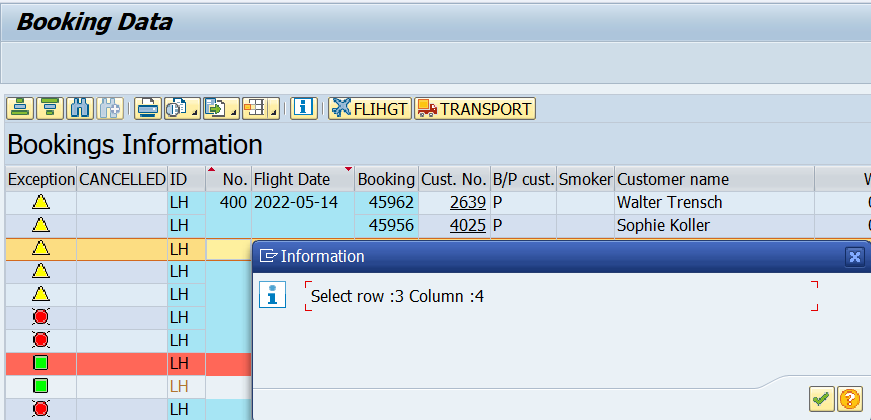 Booking Data
FLIHGT TRANSPORT
Bookings Information
Exception CANCELLED ID No. Flight Date Booking Cust. No. B/P cust. Smoker Customer name W
LH 400 2022-05-14 45962 2639 P Walter Trensch
LH 45956 4025 P Sophie Koller
LH
Information
LH
LH
Select row :3 Column :4
LH
LH
LH
LH
LH